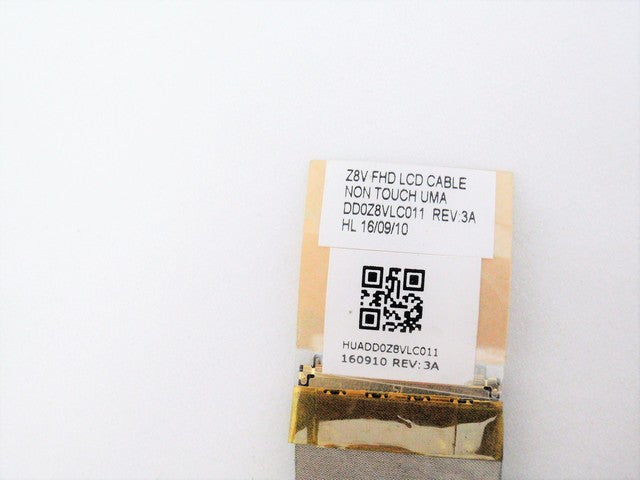 Z8V FHD LCD CABLE
NON TOUCH UMA
DD0Z8VLC011 REV:3A
HL 16/09/10
HUADD0Z8VLC011
160910 REV:3A